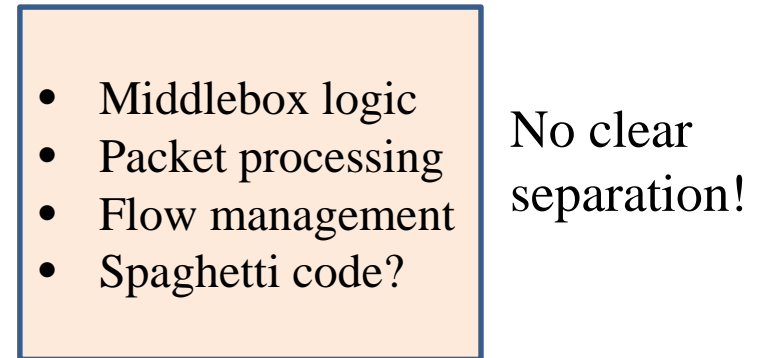 • Middlebox logic
• Packet processing
• Flow management
• Spaghetti code?
No clear
separation!